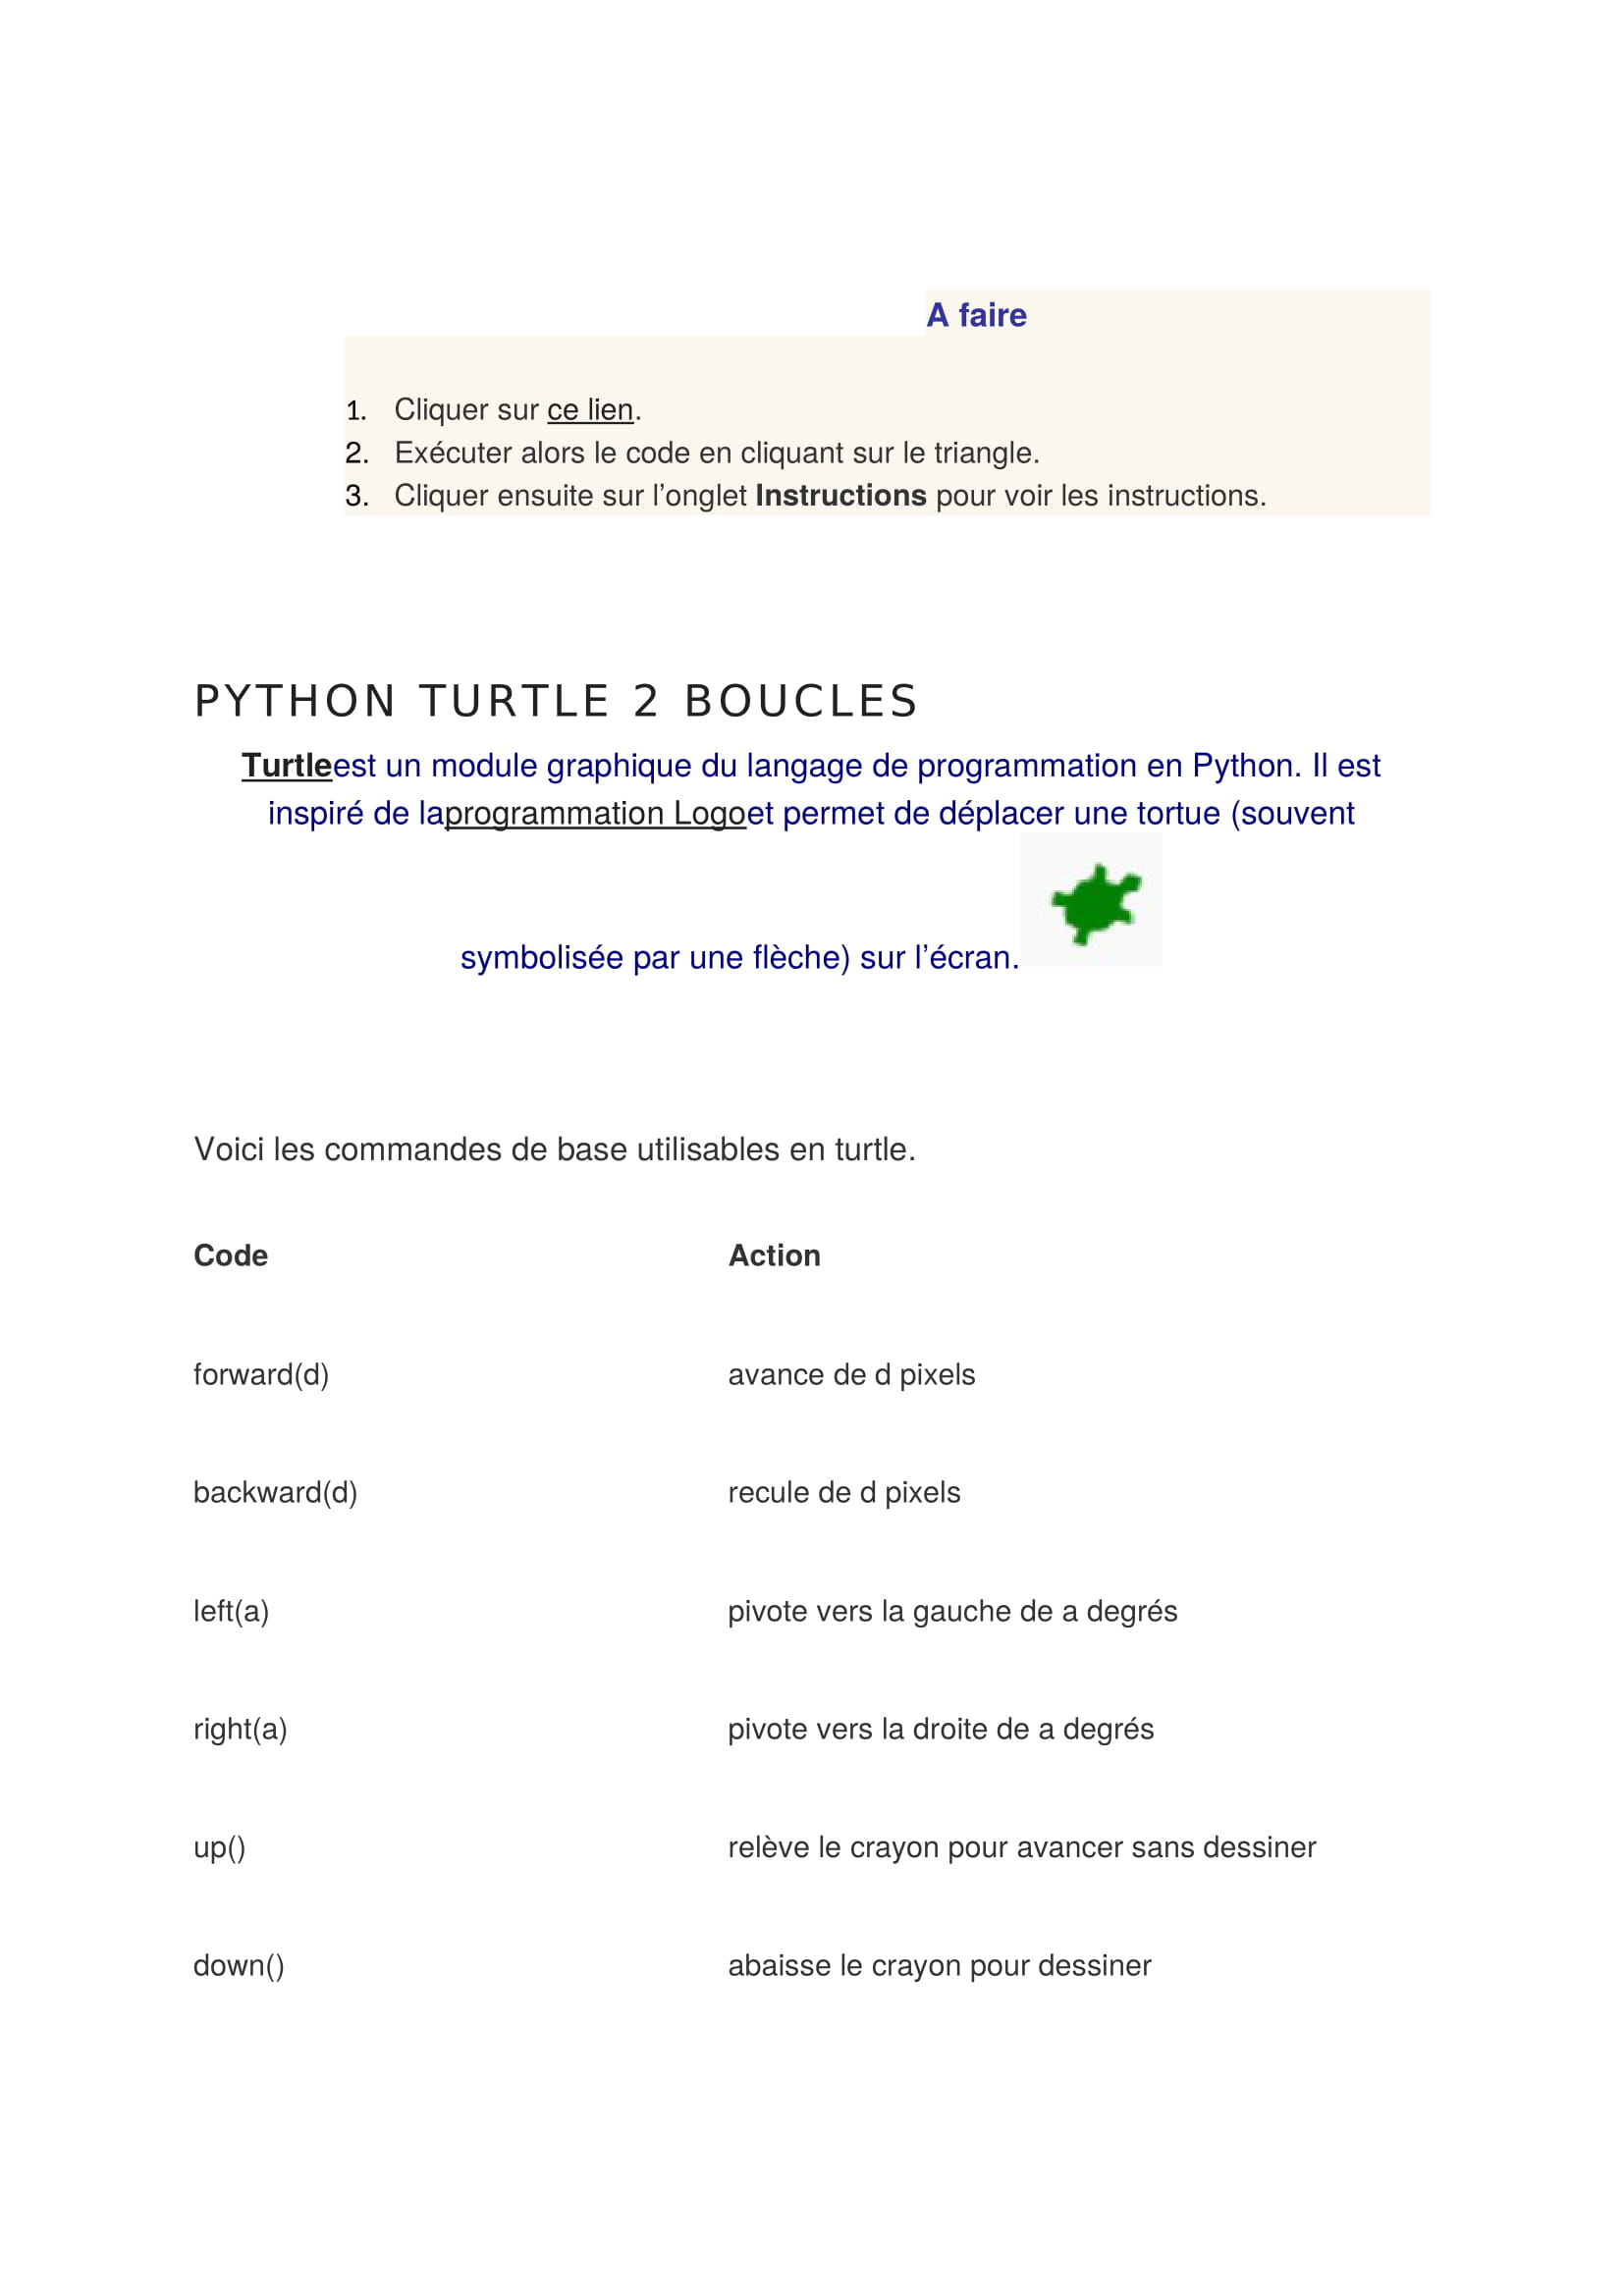 A faire
1. Cliquer sur ce lien.
2. Exécuter alors le code en cliquant sur le triangle.
3. Cliquer ensuite sur l’onglet Instructions pour voir les instructions.
PYTHON TURTLE 2 BOUCLES
Turtleest un module graphique du langage de programmation en Python. Il est
inspiré de laprogrammation Logoet permet de déplacer une tortue (souvent
symbolisée par une flèche) sur l’écran.
Voici les commandes de base utilisables en turtle.
Code Action
forward(d) avance de d pixels
backward(d) recule de d pixels
left(a) pivote vers la gauche de a degrés
right(a) pivote vers la droite de a degrés
up() relève le crayon pour avancer sans dessiner
down() abaisse le crayon pour dessiner